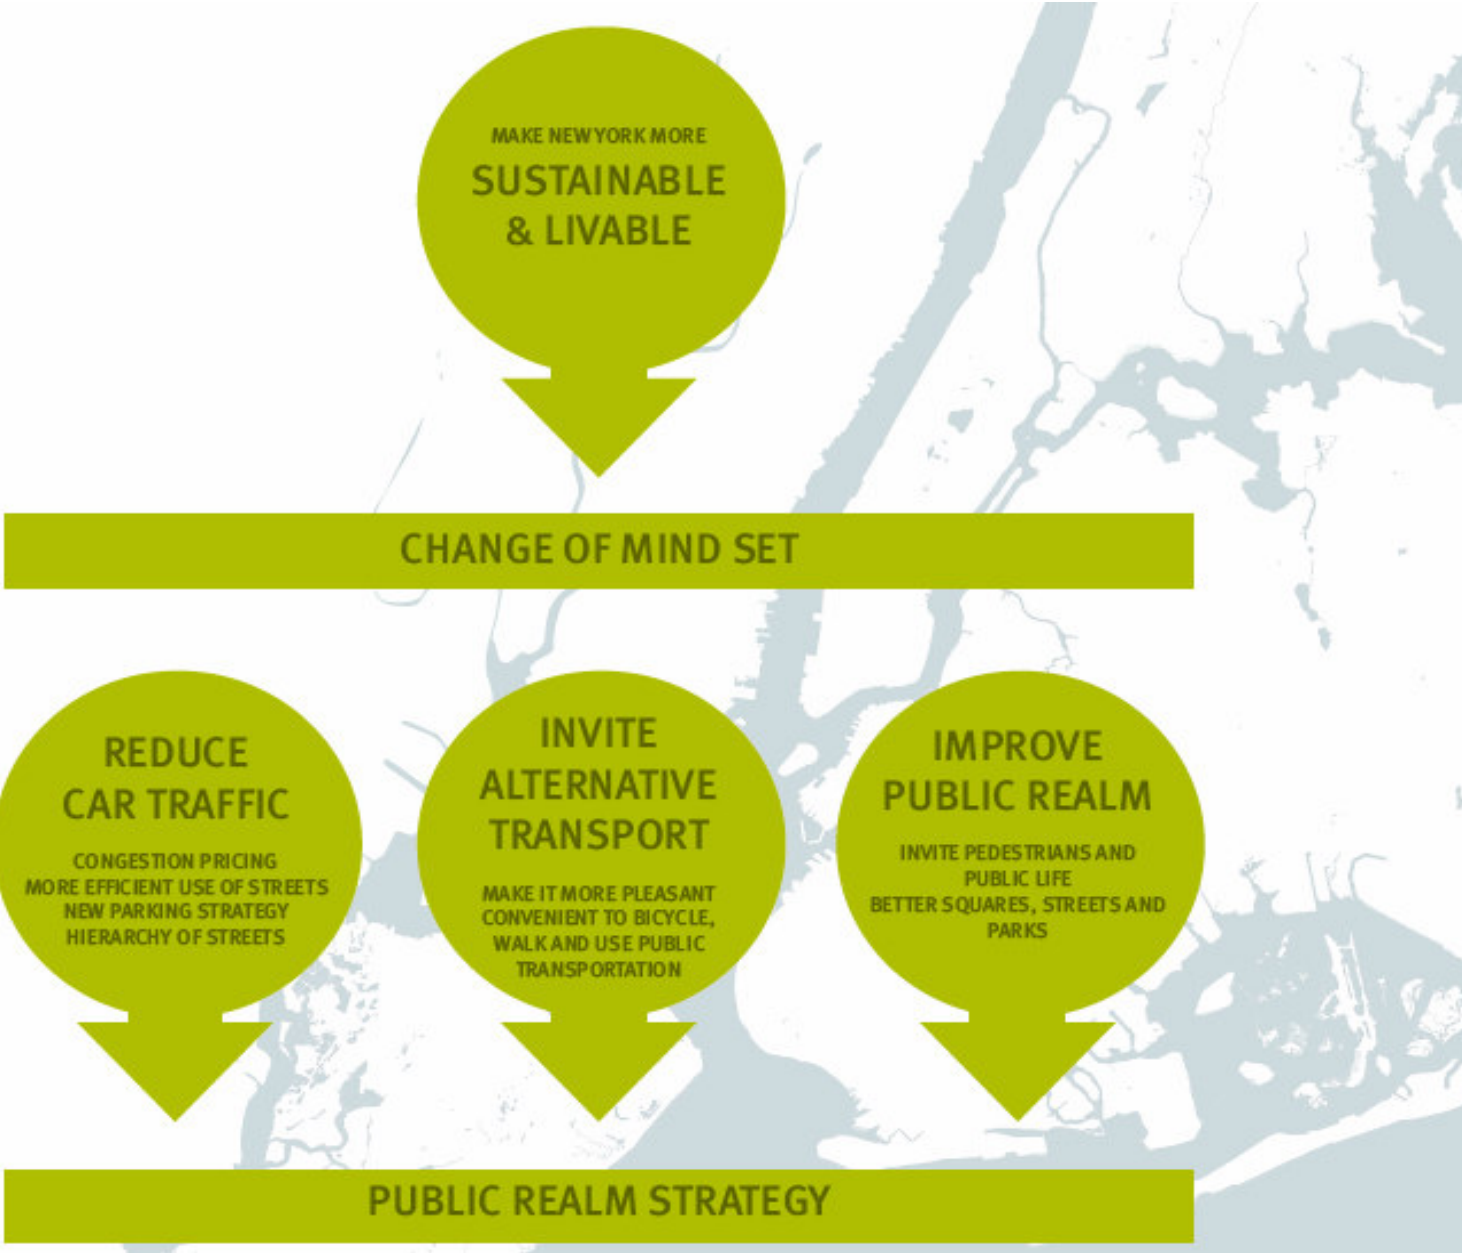 MAKE NEW YORK MORE
SUSTAINABLE
& LIVABLE
CHANGE OF MIND SET
REDUCE
CAR TRAFFIC
CONGESTION PRICING
MORE EFFICIENT USE OF STREETS
NEW PARKING STRATEGY
HIERARCHY OF STREETS
INVITE
ALTERNATIVE
TRANSPORT
MAKE IT MORE PLEASANT
CONVENIENT TO BICYCLE,
WALK AND USE PUBLIC
TRANSPORTATION
IMPROVE
PUBLIC REALM
INVITE PEDESTRIANS AND
PUBLIC LIFE
BETTER SQUARES, STREETS AND
PARKS
PUBLIC REALM STRATEGY